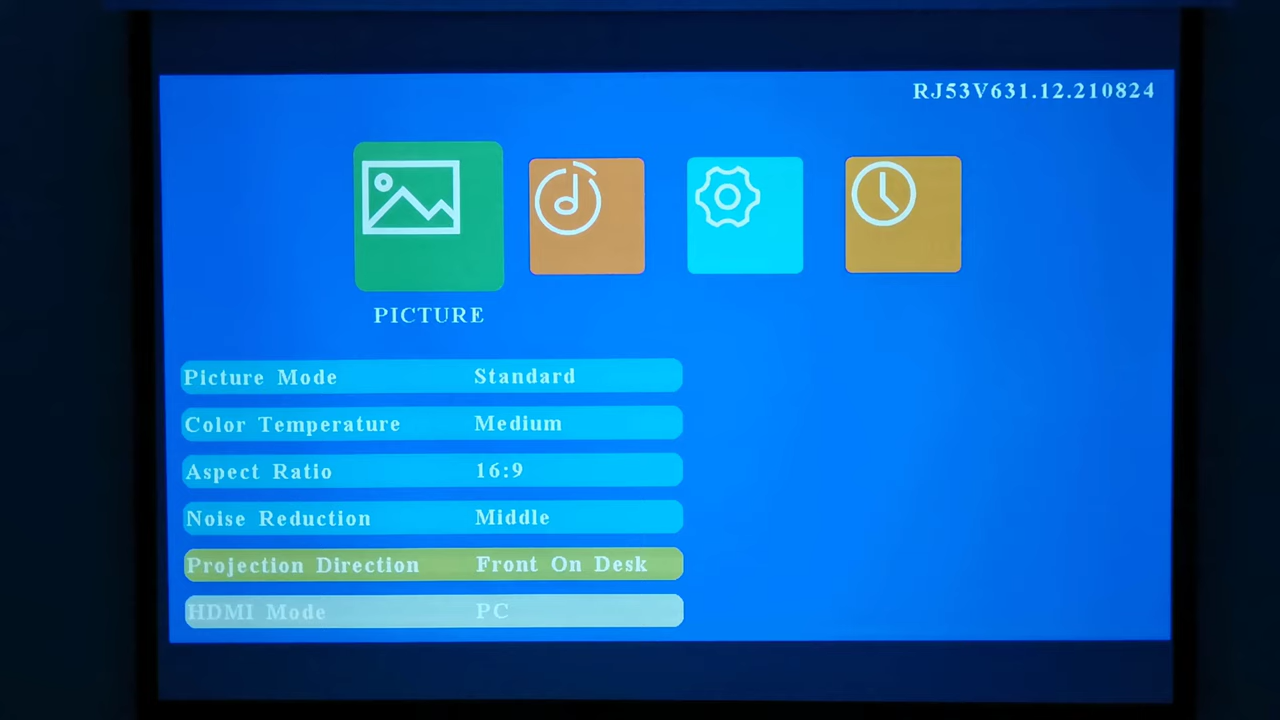 RJ53V631.12.210824
PICTURE
Picture Mode Standard
Color Temperature Medium
Aspect Ratio 16:9
Noise Reduction Middle
Projection Direction Front On Desk
HDMI Mode PC